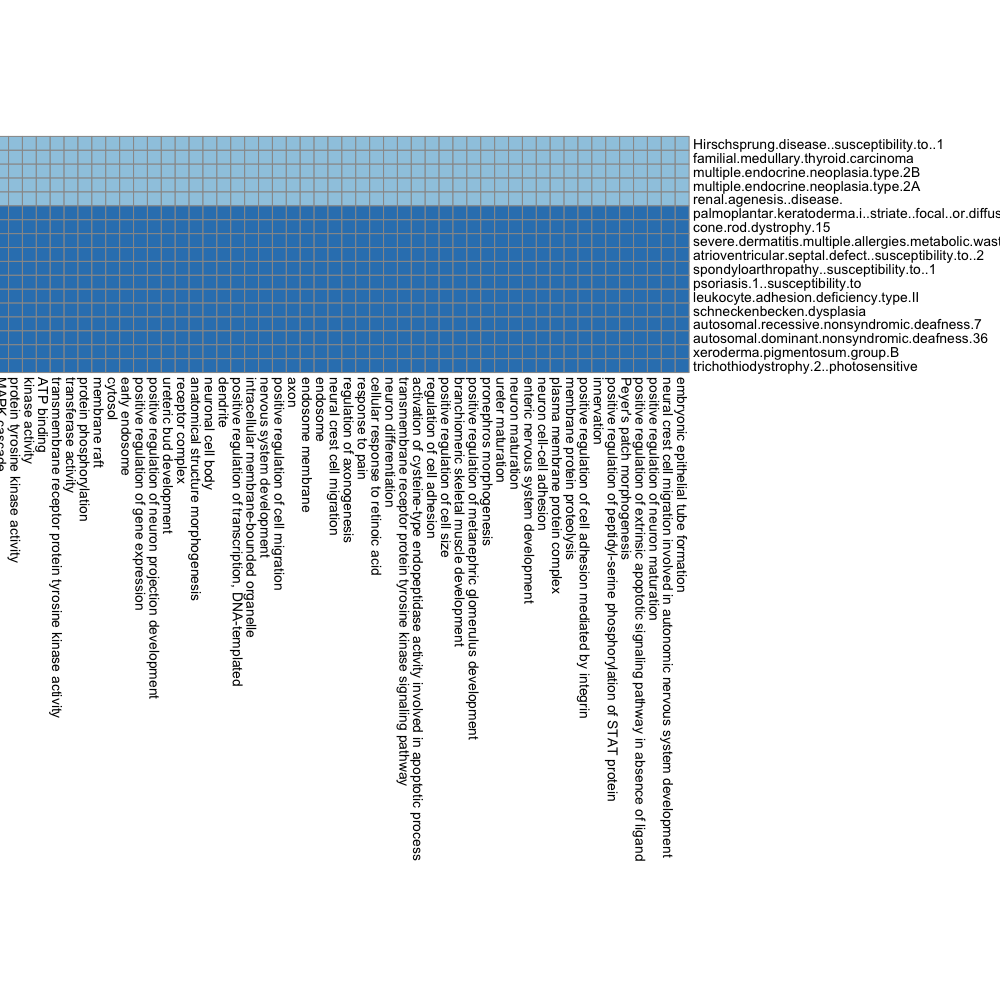 Hirschsprung.disease..susceptibility.to..1
familial.medullary.thyroid.carcinoma
multiple.endocrine.neoplasia.type.2B
multiple.endocrine.neoplasia.type.2A
renal.agenesis..disease.
palmoplantar.keratoderma.i..striate..focal..or.diffus
cone.rod.dystrophy.15
severe.dermatitis.multiple.allergies.metabolic.wast
atrioventricular.septal.defect..susceptibility.to..2
spondyloarthropathy..susceptibility.to..1
psoriasis.1..susceptibility.to
leukocyte.adhesion.deficiency.type.II
schneckenbecken.dysplasia
autosomal.recessive.nonsyndromic.deafness.7
autosomal.dominant.nonsyndromic.deafness.36
xeroderma.pigmentosum.group.B
trichothiodystrophy.2..photosensitive
MAPK cascade
protein tyrosine kinase activity
kinase activity
ATP binding
transmembrane receptor protein tyrosine kinase activity
transferase activity
protein phosphorylation
membrane raft
cytosol
early endosome
positive regulation of gene expression
positive regulation of neuron projection development
ureteric bud development
receptor complex
anatomical structure morphogenesis
neuronal cell body
dendrite
positive regulation of transcription, DNA-templated
intracellular membrane-bounded organelle
nervous system development
positive regulation of cell migration
axon
endosome membrane
endosome
neural crest cell migration
regulation of axonogenesis
response to pain
cellular response to retinoic acid
neuron differentiation
transmembrane receptor protein tyrosine kinase signaling pathway
activation of cysteine-type endopeptidase activity involved in apoptotic process
regulation of cell adhesion
positive regulation of cell size
branchiomeric skeletal muscle development
positive regulation of metanephric glomerulus development
pronephros morphogenesis
ureter maturation
neuron maturation
enteric nervous system development
neuron cell-cell adhesion
plasma membrane protein complex
membrane protein proteolysis
positive regulation of cell adhesion mediated by integrin
innervation
positive regulation of peptidyl-serine phosphorylation of STAT protein
Peyer's patch morphogenesis
positive regulation of extrinsic apoptotic signaling pathway in absence of ligand
positive regulation of neuron maturation
neural crest cell migration involved in autonomic nervous system development
embryonic epithelial tube formation